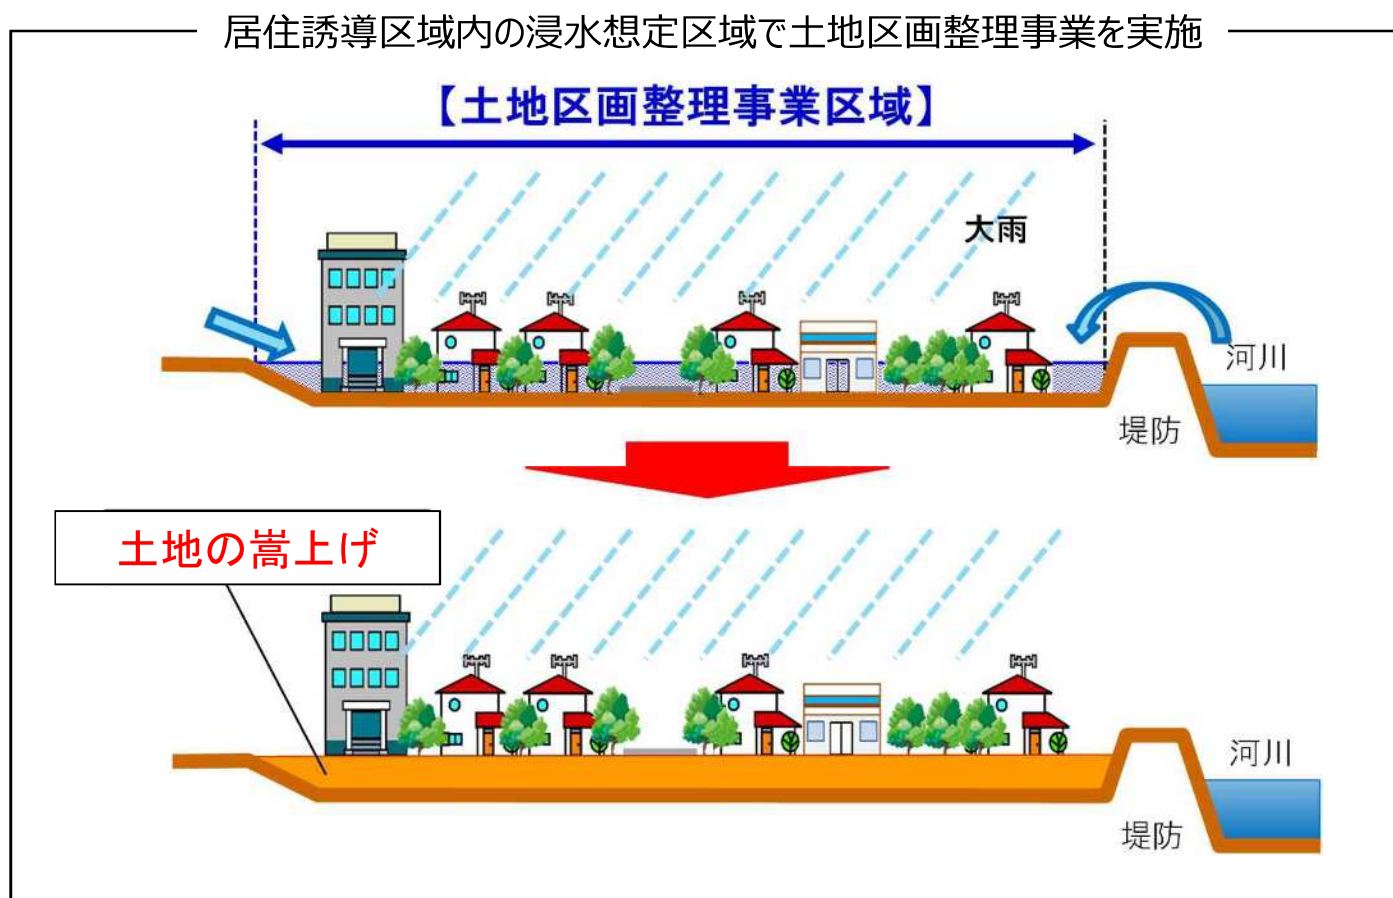 居住誘導区域内の浸水想定区域で土地区画整理事業を実施
【土地区画整理事業区域】
大雨
河川
堤防
土地の嵩上げ
河川
堤防